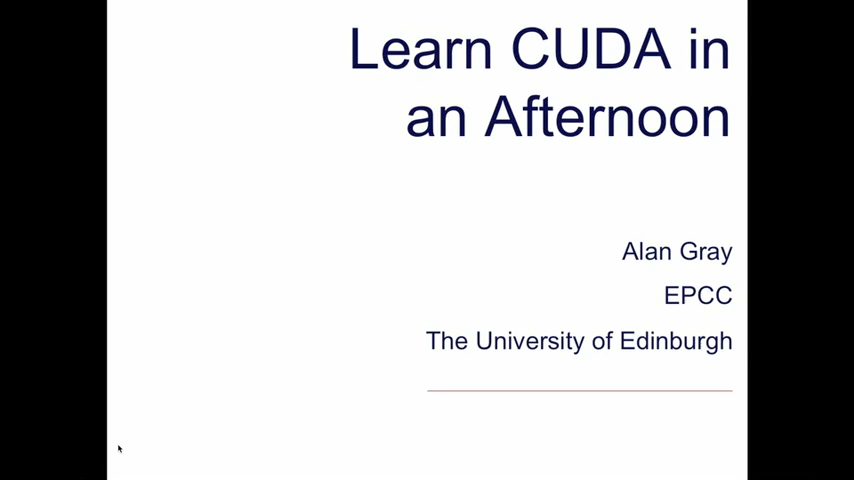 Learn CUDA in
an Afternoon
Alan Gray
EPCC
The University of Edinburgh